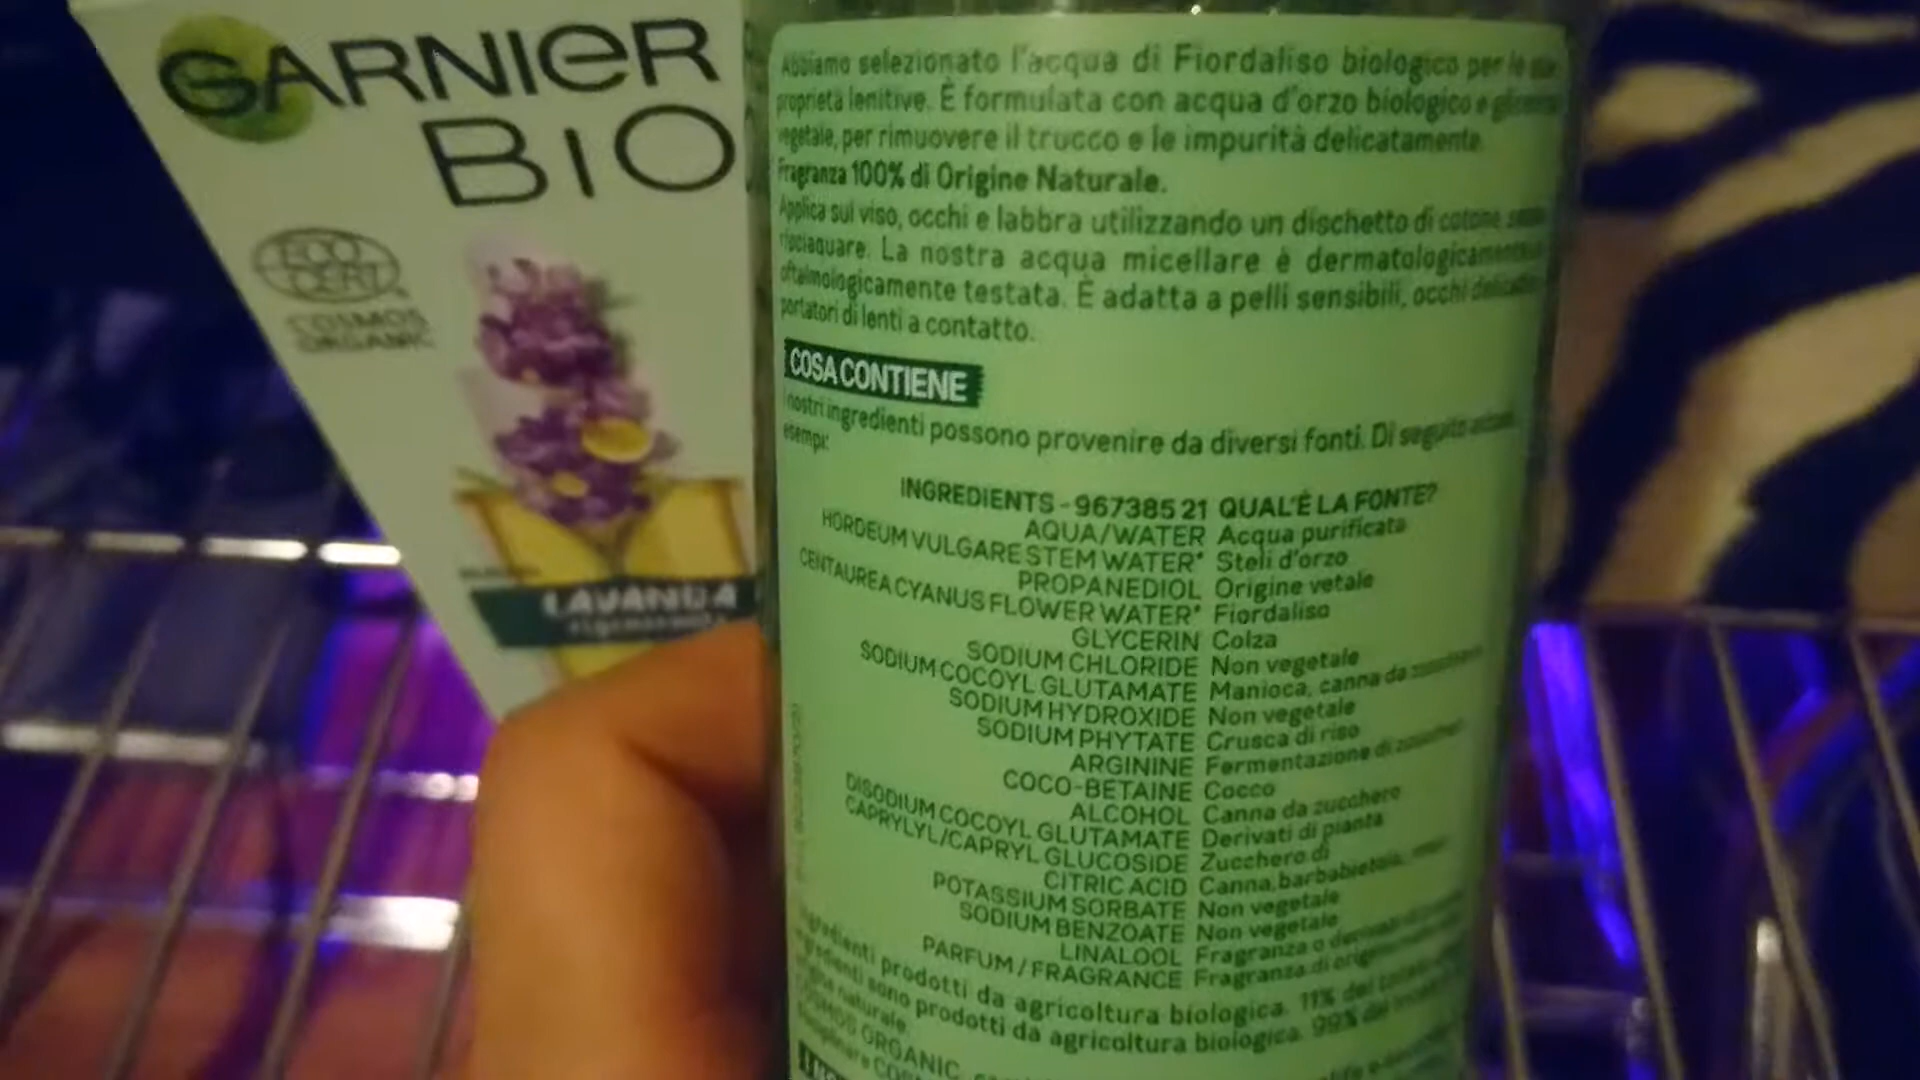 GARNIER
BIO
ECO
CERT
COSMOS
ORGANIC
LAVANDA
Abbiamo selezionato l'acqua di Fiordaliso biologico per le sue
proprietà lenitive. È formulata con acqua d'orzo biologico e glicerina
vegetale, per rimuovere il trucco e le impurità delicatamente.
Fragranza 100% di Origine Naturale.
Applica sul viso, occhi e labbra utilizzando un dischetto di cotone, senza
risciaquare. La nostra acqua micellare è dermatologicamente e
oftalmologicamente testata. È adatta a pelli sensibili, occhi delicati e
portatori di lenti a contatto.
COSA CONTIENE
I nostri ingredienti possono provenire da diversi fonti. Di seguito alcuni
esempi:
INGREDIENTS - 967385 21 QUAL'È LA FONTE?
AQUA/WATER Acqua purificata
HORDEUM VULGARE STEM WATER* Steli d'orzo
PROPANEDIOL Origine vetale
CENTAUREA CYANUS FLOWER WATER* Fiordaliso
GLYCERIN Colza
SODIUM CHLORIDE Non vegetale
SODIUM COCOYL GLUTAMATE Manioca, canna da zucchero
SODIUM HYDROXIDE Non vegetale
SODIUM PHYTATE Crusca di riso
ARGININE Fermentazione di zuccheri
COCO-BETAINE Cocco
ALCOHOL Canna da zucchero
DISODIUM COCOYL GLUTAMATE Derivati di pianta
CAPRYLYL/CAPRYL GLUCOSIDE Zucchero di
CITRIC ACID Canna, barbabietola,
POTASSIUM SORBATE Non vegetale
SODIUM BENZOATE Non vegetale
LINALOOL Fragranza o
PARFUM / FRAGRANCE Fragranza di origine
Ingredienti prodotti da agricoltura biologica. 11% del
ingredienti sono prodotti da agricoltura biologica. 99% del
origine naturale
COSMOS ORGANIC